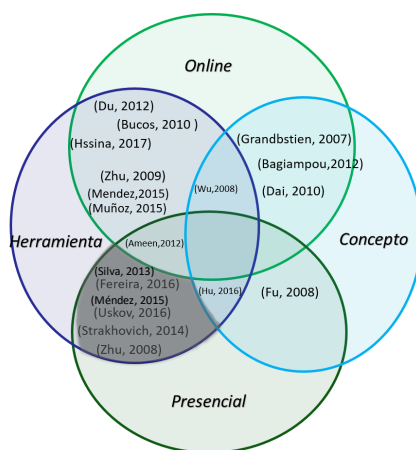 Online
(Du, 2012)
(Bucos, 2010 )
(Hssina, 2017)
(Grandbstien, 2007)
(Bagiampou,2012)
(Zhu, 2009)
(Wu,2008)
(Dai, 2010)
(Mendez,2015)
(Muñoz, 2015)
Herramienta
(Ameen,2012)
Concepto
(Silva, 2013)
(Fereira, 2016)
(Hu, 2016)
(Fu, 2008)
(Méndez, 2015)
(Uskov, 2016)
(Strakhovich, 2014)
(Zhu, 2008)
Presencial